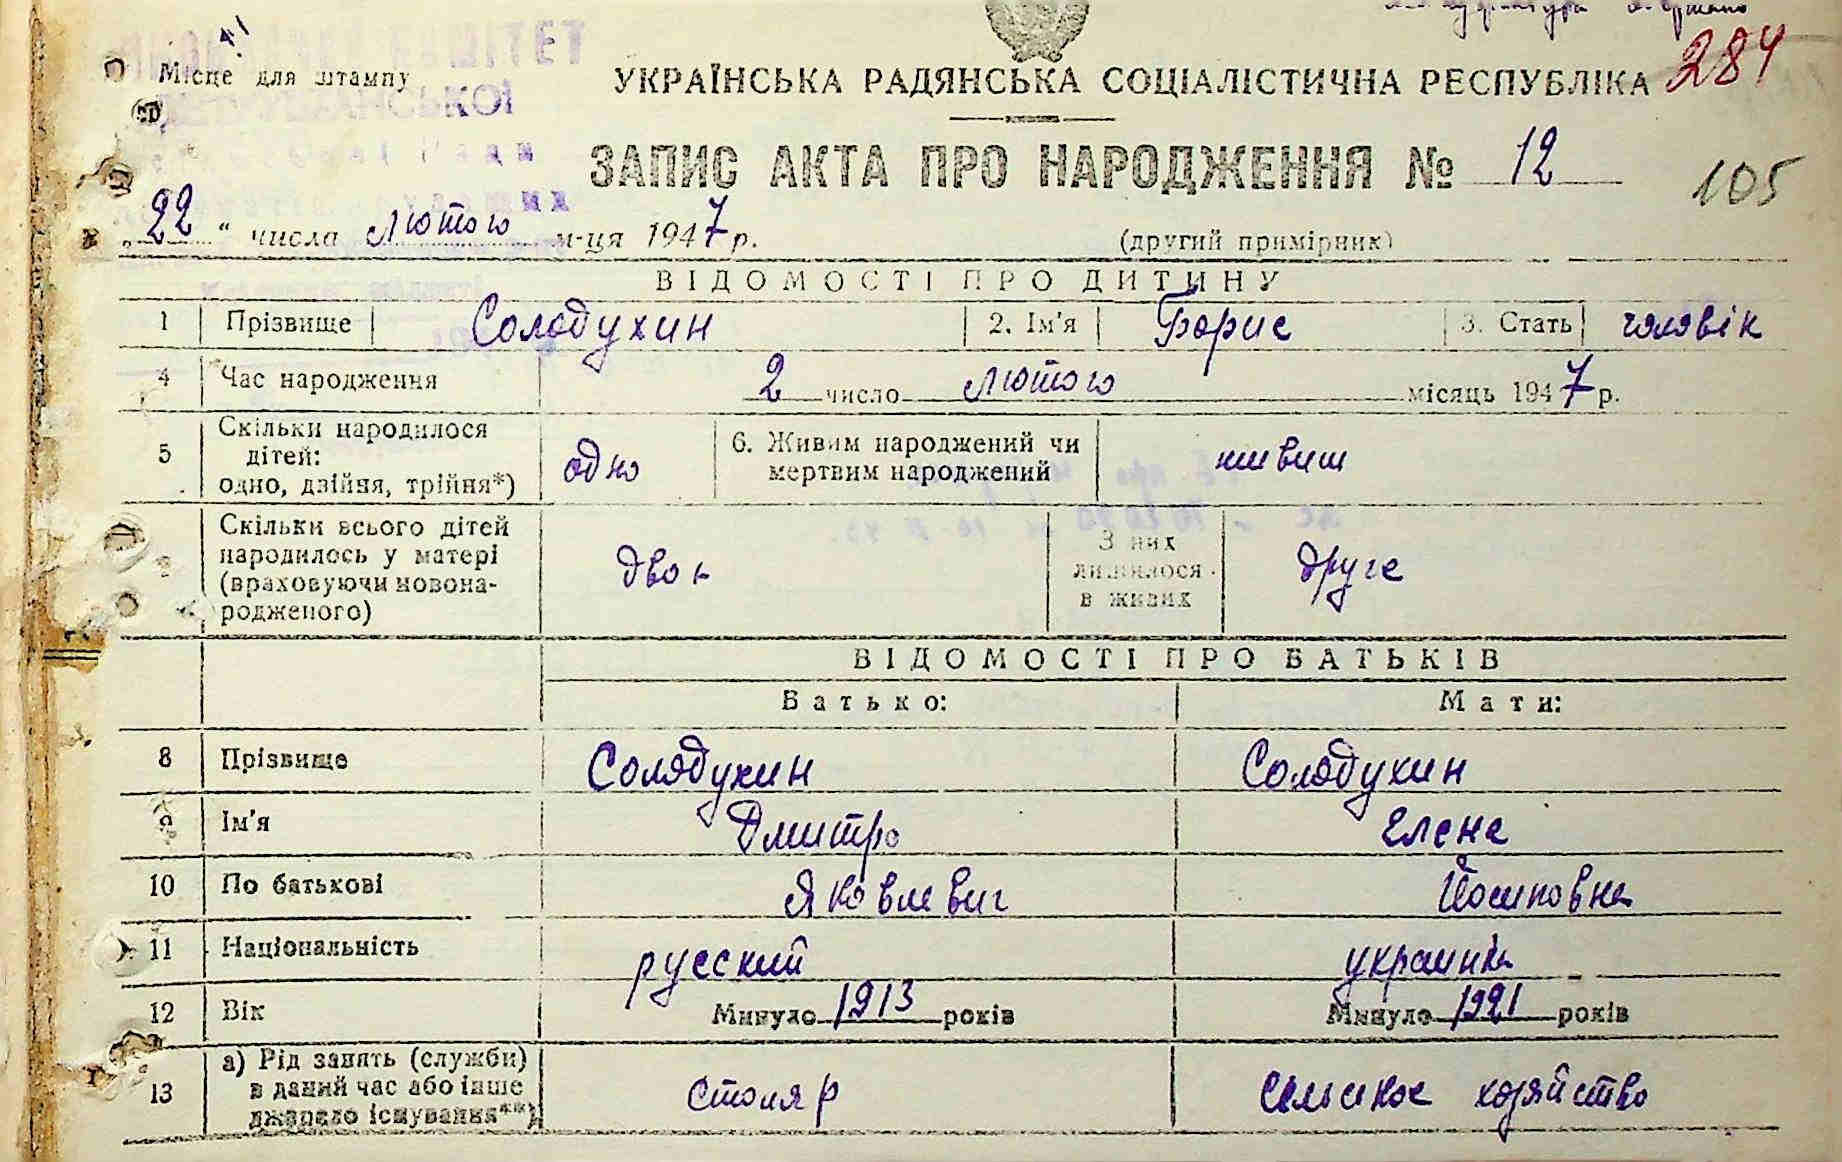 284
Місце для штампу
УКРАЇНСЬКА РАДЯНСЬКА СОЦІАЛІСТИЧНА РЕСПУБЛІКА
ЗАПИС АКТА ПРО НАРОДЖЕННЯ № 12
105
„22“ числа лютого м-ця 1947 р.
(другий примірник)
ВІДОМОСТІ ПРО ДИТИНУ
1 Прізвище Солодухин 2. Ім'я Борис 3. Стать чоловік
4 Час народження 2 число лютого місяць 1947 р.
5 Скільки народилося дітей: одно, двійня, трійня*) одно 6. Живим народжений чи мертвим народжений живим
Скільки всього дітей народилось у матері (враховуючи новонародженого) двоє З них лишилося в живих друге
ВІДОМОСТІ ПРО БАТЬКІВ
Батько: Мати:
8 Прізвище Солодухин Солодухин
9 Ім'я Дмитро Елена
10 По батькові Яковлевич Йосиповна
11 Національність русский украинка
12 Вік Минуло 1913 років Минуло 1921 років
13 а) Рід занять (служби) в даний час або інше джерело існування**) столяр сельское хозяйство